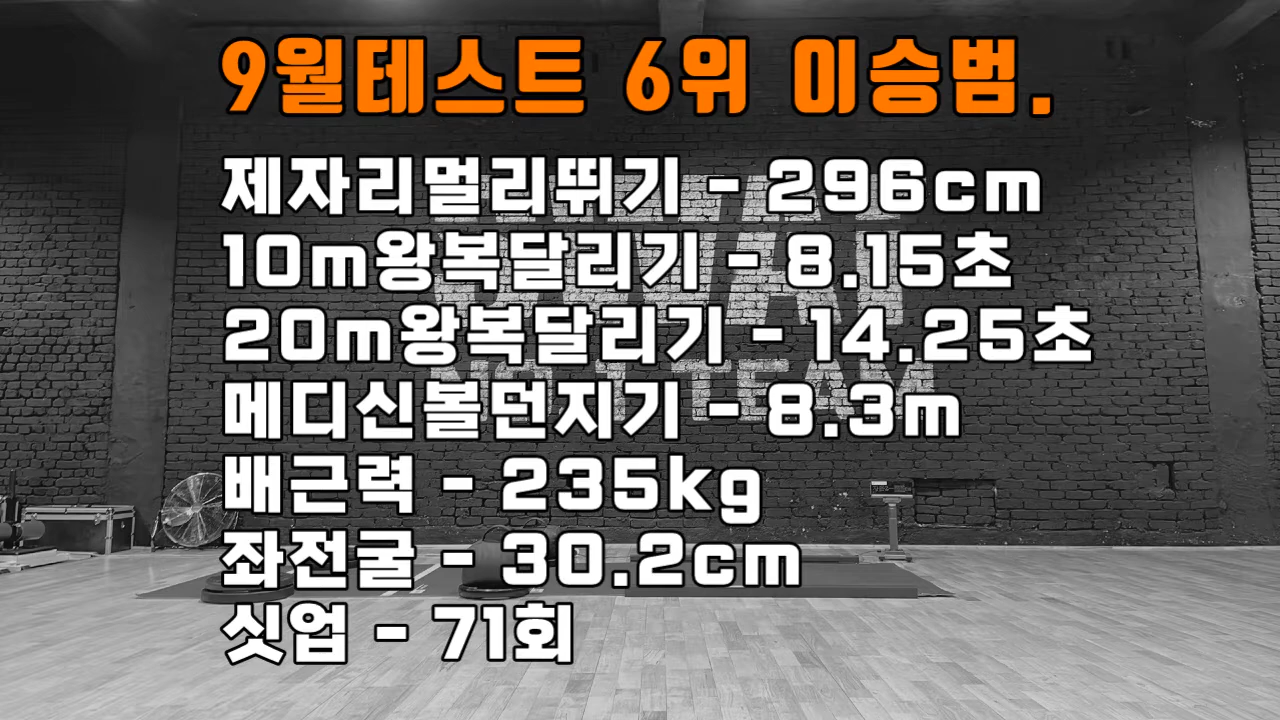 9월테스트 6위 이승범.
제자리멀리뛰기 - 296cm
10m왕복달리기 - 8.15초
20m왕복달리기 - 14.25초
메디신볼던지기 - 8.3m
배근력 - 235kg
좌전굴 - 30.2cm
싯업 - 71회
NO.1 TEAM